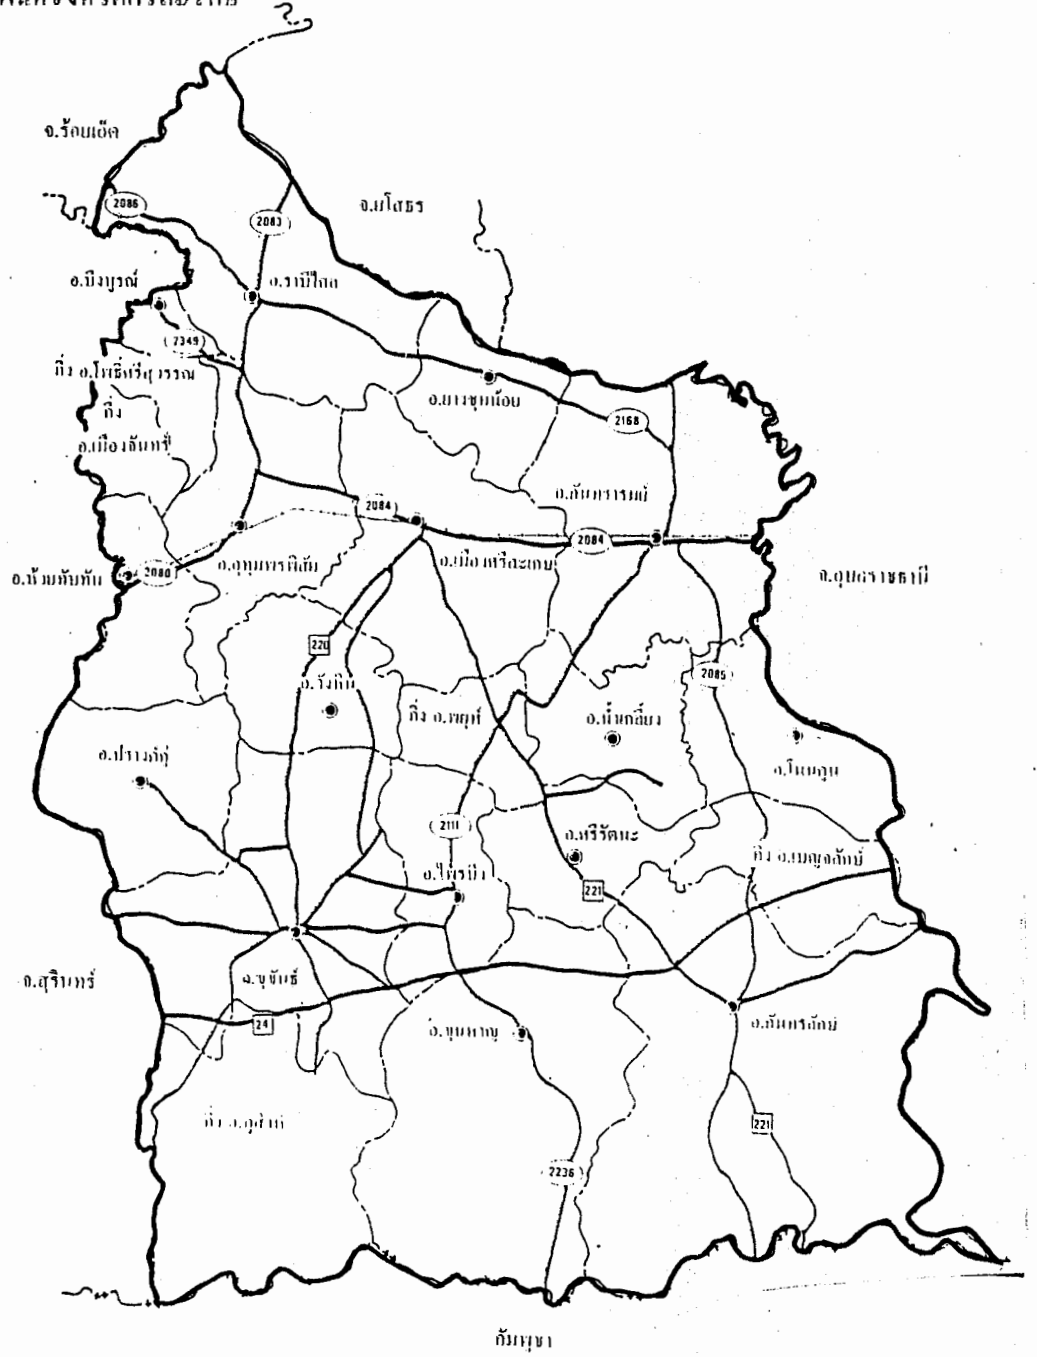 จ.ร้อยเอ็ด
2086
จ.ยโสธร
2083
อ.บึงบูรณ์
อ.ราษีไศล
7349
กิ่ง อ.โพธิ์ศรีสุวรรณ
กิ่ง
อ.ยางชุมน้อย
2168
อ.เมืองจันทร์
อ.กันทรารมย์
2084
2084
อ.ห้วยทับทัน
2080
อ.อุทุมพรพิสัย
อ.เมืองศรีสะเกษ
จ.อุบลราชธานี
220
2085
อ.วังหิน
กิ่ง อ.พยุห์
อ.น้ำเกลี้ยง
อ.ปรางค์กู่
อ.โนนคูณ
2111
อ.ศรีรัตนะ
กิ่ง อ.เบญจลักษ์
อ.ไพรบึง
221
จ.สุรินทร์
อ.ขุขันธ์
24
อ.ขุนหาญ
อ.กันทรลักษ์
กิ่ง อ.ภูสิงห์
221
2236
กัมพูชา